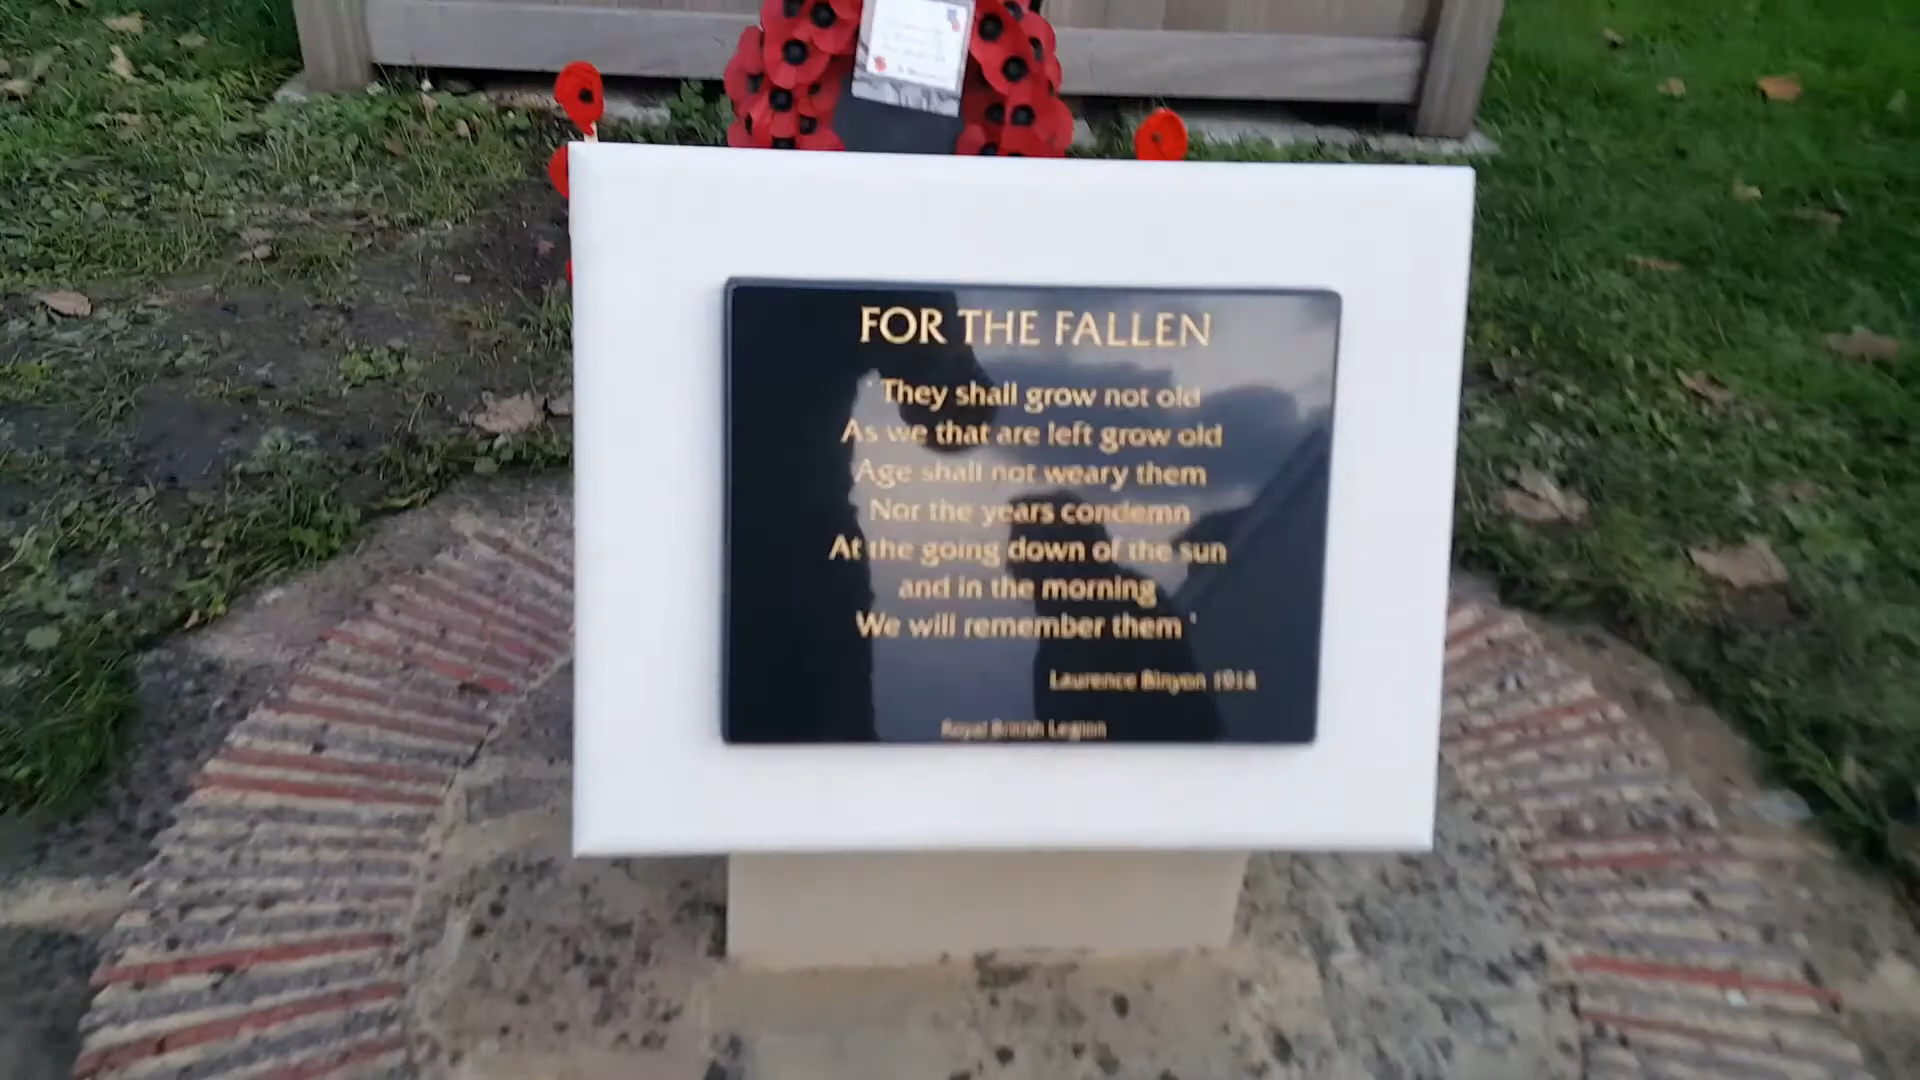 FOR THE FALLEN
' They shall grow not old
As we that are left grow old
Age shall not weary them
Nor the years condemn
At the going down of the sun
and in the morning
We will remember them '
Laurence Binyon 1914
Royal British Legion